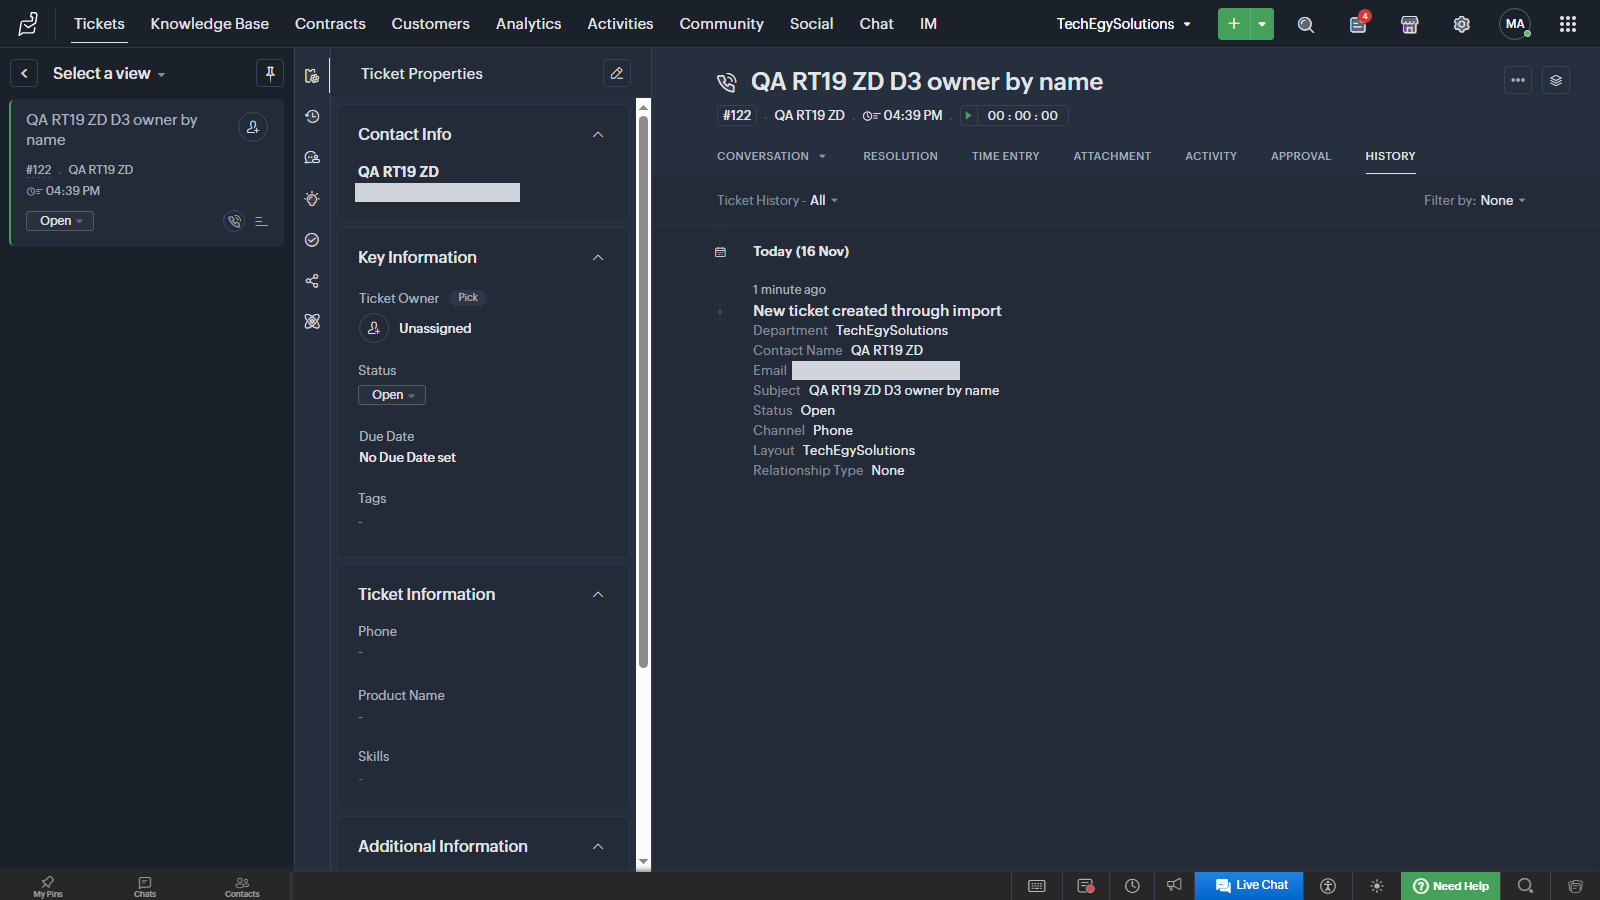 Tickets
Knowledge Base
Contracts
Customers
Analytics
Activities
Community
Social
Chat
IM
TechEgySolutions
4
MA
Select a view
QA RT19 ZD D3 owner by
name
#122 . QA RT19 ZD
04:39 PM
Open
Ticket Properties
Contact Info
QA RT19 ZD
Key Information
Ticket Owner Pick
Unassigned
Status
Open
Due Date
No Due Date set
Tags
-
Ticket Information
Phone
-
Product Name
-
Skills
-
Additional Information
QA RT19 ZD D3 owner by name
#122 . QA RT19 ZD . 04:39 PM . 00 : 00 : 00
CONVERSATION
RESOLUTION
TIME ENTRY
ATTACHMENT
ACTIVITY
APPROVAL
HISTORY
Ticket History - All
Filter by: None
Today (16 Nov)
1 minute ago
New ticket created through import
Department TechEgySolutions
Contact Name QA RT19 ZD
Email
Subject QA RT19 ZD D3 owner by name
Status Open
Channel Phone
Layout TechEgySolutions
Relationship Type None
My Pins
Chats
Contacts
Live Chat
Need Help